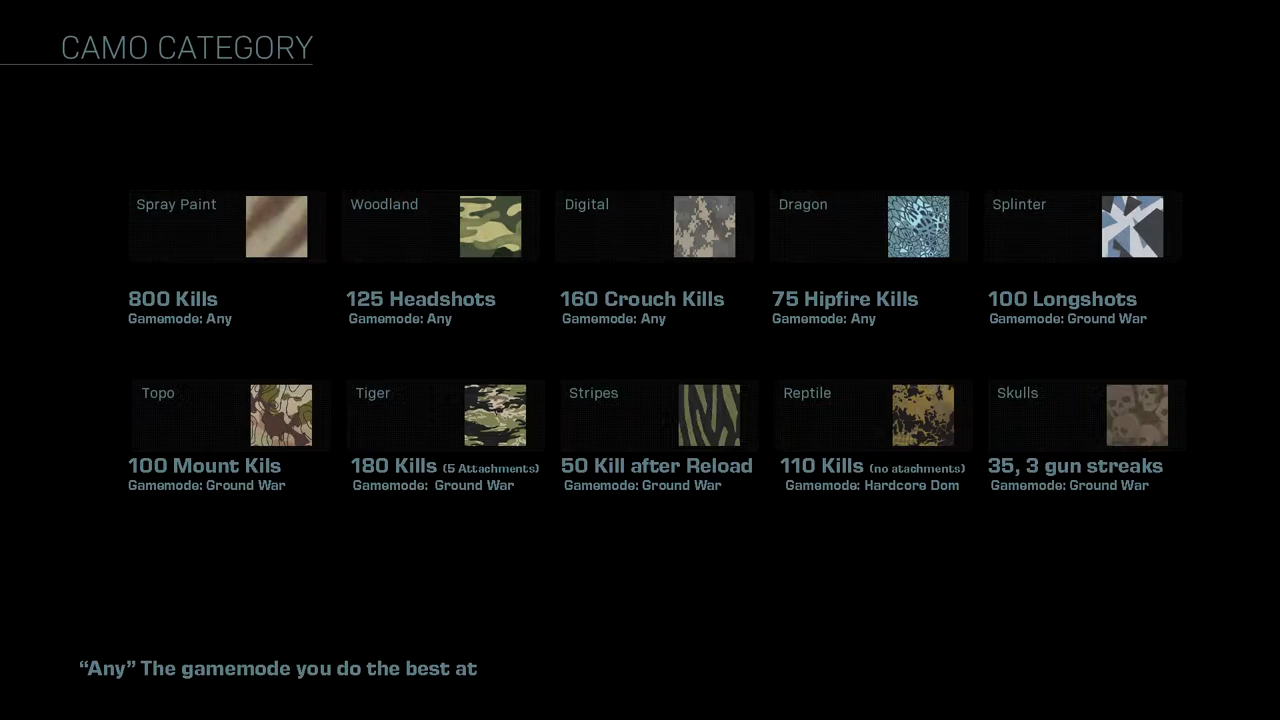 CAMO CATEGORY
Spray Paint
Woodland
Digital
Dragon
Splinter
800 Kills
Gamemode: Any
125 Headshots
Gamemode: Any
160 Crouch Kills
Gamemode: Any
75 Hipfire Kills
Gamemode: Any
100 Longshots
Gamemode: Ground War
Topo
Tiger
Stripes
Reptile
Skulls
100 Mount Kils
Gamemode: Ground War
180 Kills (5 Attachments)
Gamemode: Ground War
50 Kill after Reload
Gamemode: Ground War
110 Kills (no atachments)
Gamemode: Hardcore Dom
35, 3 gun streaks
Gamemode: Ground War
“Any” The gamemode you do the best at